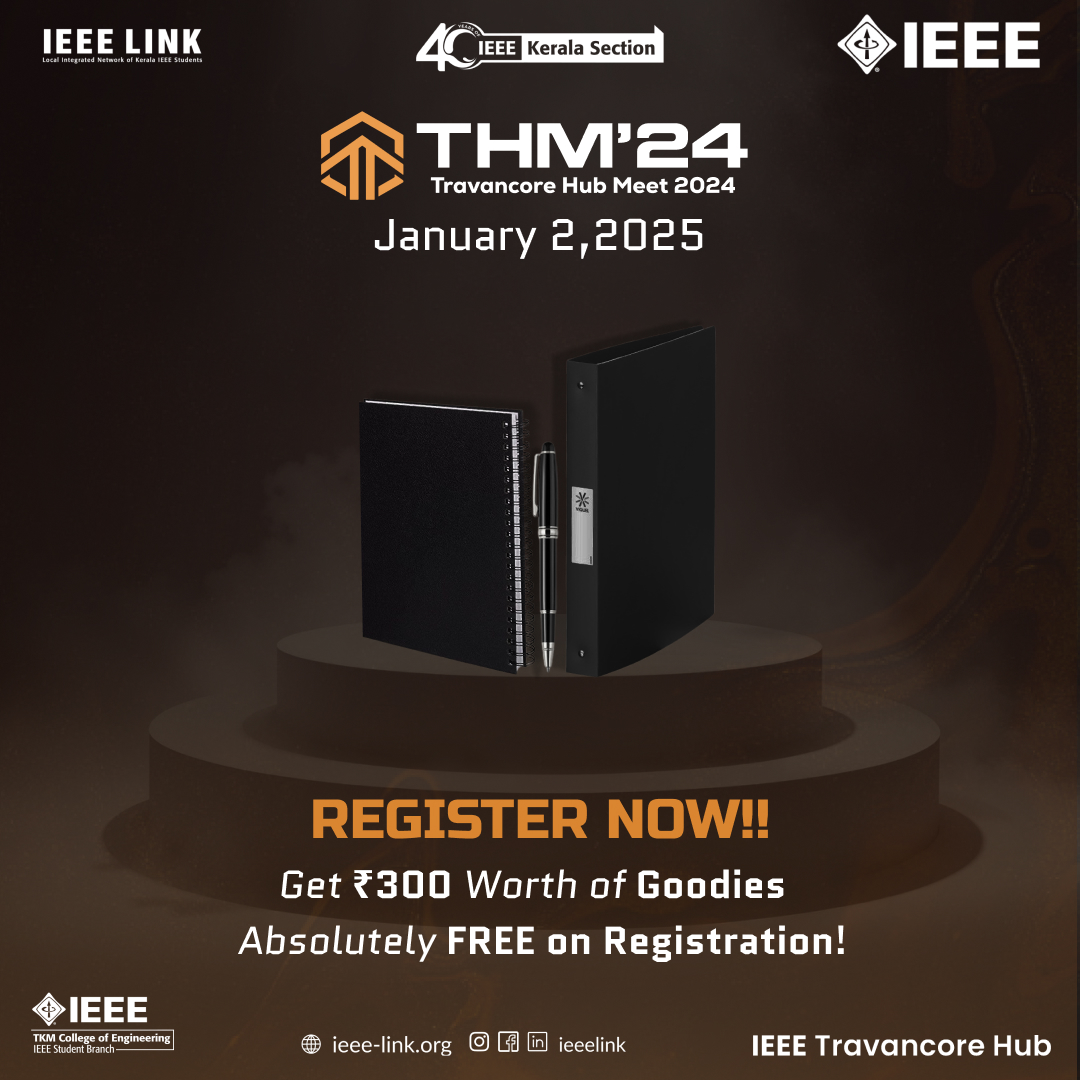 IEEE LINK
Local Integrated Network of Kerala IEEE Students
40 YEARS OF IEEE Kerala Section
IEEE
THM'24
Travancore Hub Meet 2024
January 2,2025
REGISTER NOW!!
Get ₹300 Worth of Goodies
Absolutely FREE on Registration!
IEEE
TKM College of Engineering
IEEE Student Branch
ieee-link.org
ieeelink
IEEE Travancore Hub